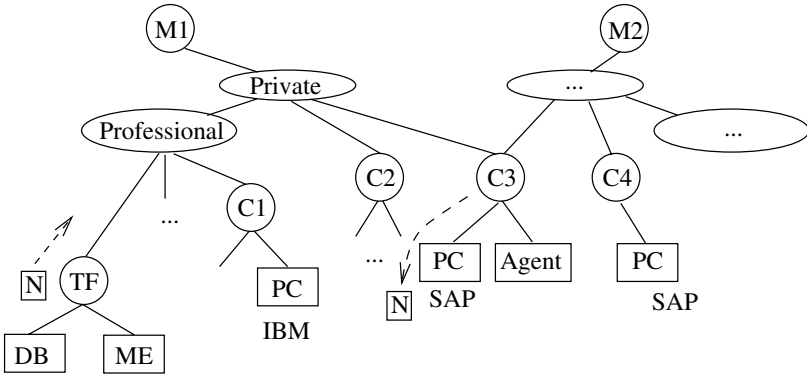 M1
M2
Private
...
Professional
...
C2
C3
C4
C1
...
N
TF
PC
...
N
PC
Agent
PC
SAP
SAP
IBM
DB
ME